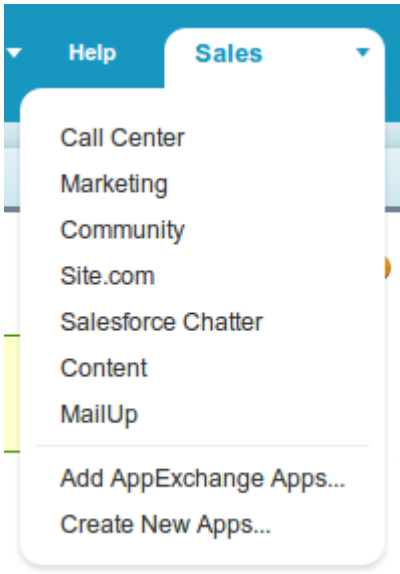 Help
Sales
Call Center
Marketing
Community
Site.com
Salesforce Chatter
Content
MailUp
Add AppExchange Apps...
Create New Apps...